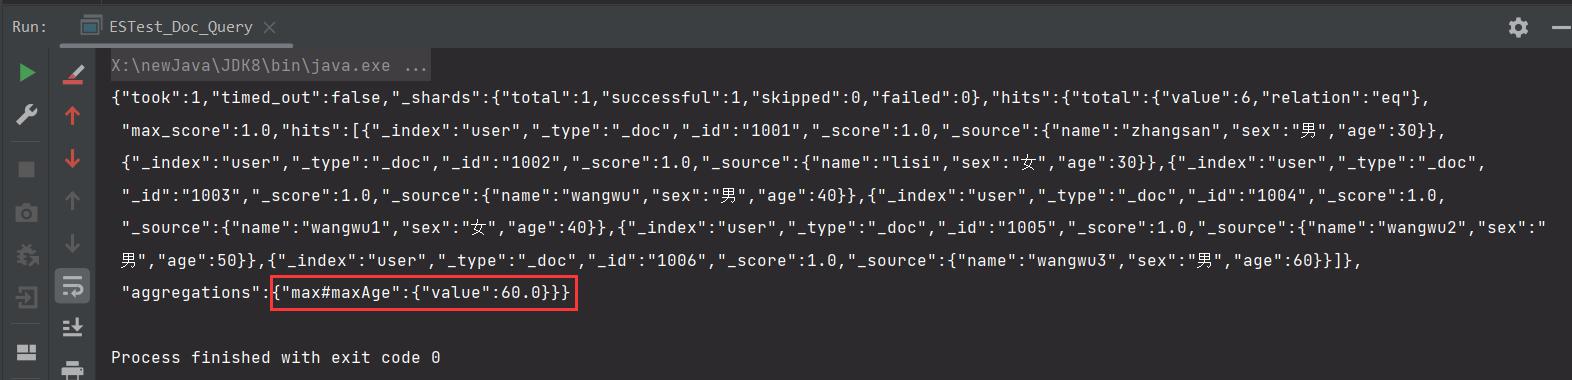 Run: ESTest_Doc_Query
X:\newJava\JDK8\bin\java.exe ...
{"took":1,"timed_out":false,"_shards":{"total":1,"successful":1,"skipped":0,"failed":0},"hits":{"total":{"value":6,"relation":"eq"},
"max_score":1.0,"hits":[{"_index":"user","_type":"_doc","_id":"1001","_score":1.0,"_source":{"name":"zhangsan","sex":"男","age":30}},
{"_index":"user","_type":"_doc","_id":"1002","_score":1.0,"_source":{"name":"lisi","sex":"女","age":30}},{"_index":"user","_type":"_doc",
"_id":"1003","_score":1.0,"_source":{"name":"wangwu","sex":"男","age":40}},{"_index":"user","_type":"_doc","_id":"1004","_score":1.0,
"_source":{"name":"wangwu1","sex":"女","age":40}},{"_index":"user","_type":"_doc","_id":"1005","_score":1.0,"_source":{"name":"wangwu2","sex":"
男","age":50}},{"_index":"user","_type":"_doc","_id":"1006","_score":1.0,"_source":{"name":"wangwu3","sex":"男","age":60}}]},
"aggregations":{"max#maxAge":{"value":60.0}}}
Process finished with exit code 0